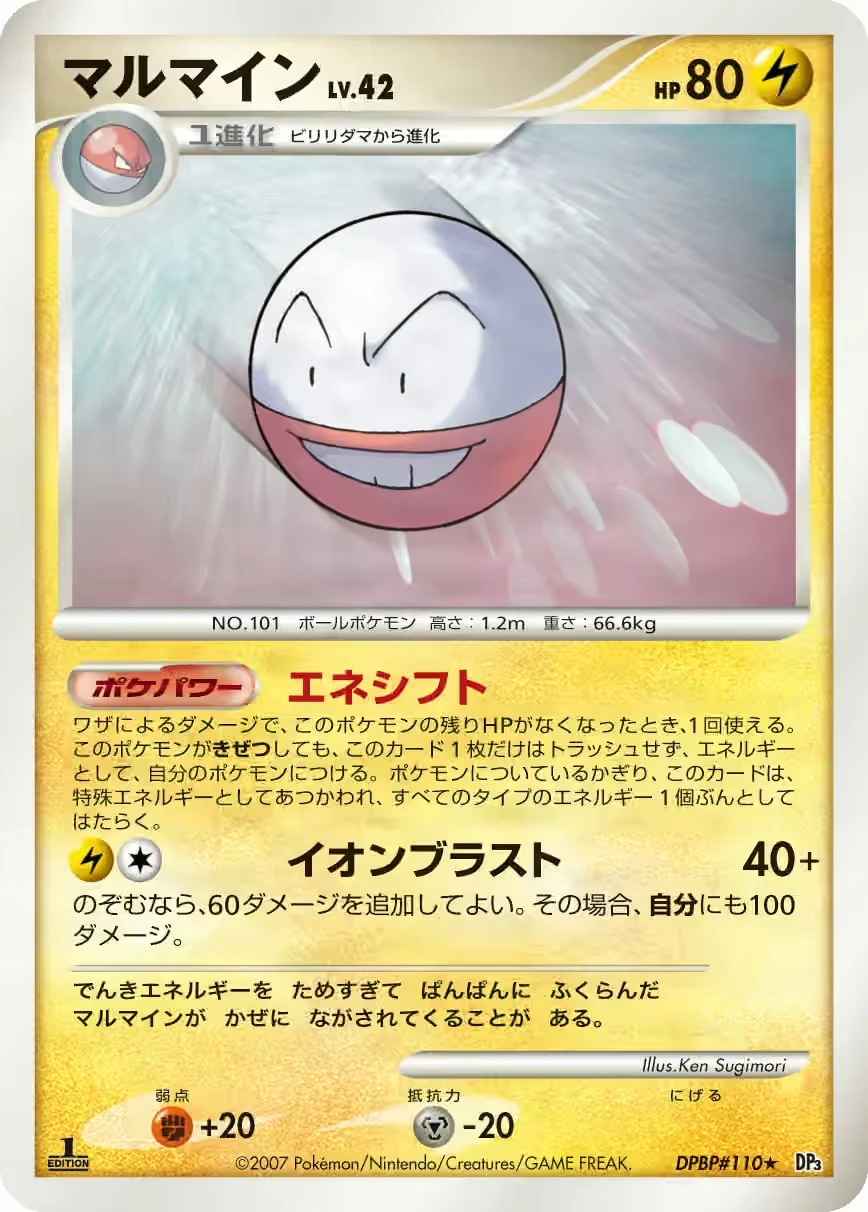 マルマイン LV.42 HP 80
1進化 ビリリダマから進化
NO.101 ボールポケモン 高さ:1.2m 重さ:66.6kg
ポケパワー エネシフト
ワザによるダメージで、このポケモンの残りHPがなくなったとき、1回使える。
このポケモンがきぜつしても、このカード1枚だけはトラッシュせず、エネルギー
として、自分のポケモンにつける。ポケモンについているかぎり、このカードは、
特殊エネルギーとしてあつかわれ、すべてのタイプのエネルギー1個ぶんとして
はたらく。
イオンブラスト 40+
のぞむなら、60ダメージを追加してよい。その場合、自分にも100
ダメージ。
でんきエネルギーを ためすぎて ぱんぱんに ふくらんだ
マルマインが かぜに ながされてくることが ある。
Illus.Ken Sugimori
弱点 抵抗力 にげる
+20 -20
1 EDITION ©2007 Pokémon/Nintendo/Creatures/GAME FREAK. DPBP#110★ DP3